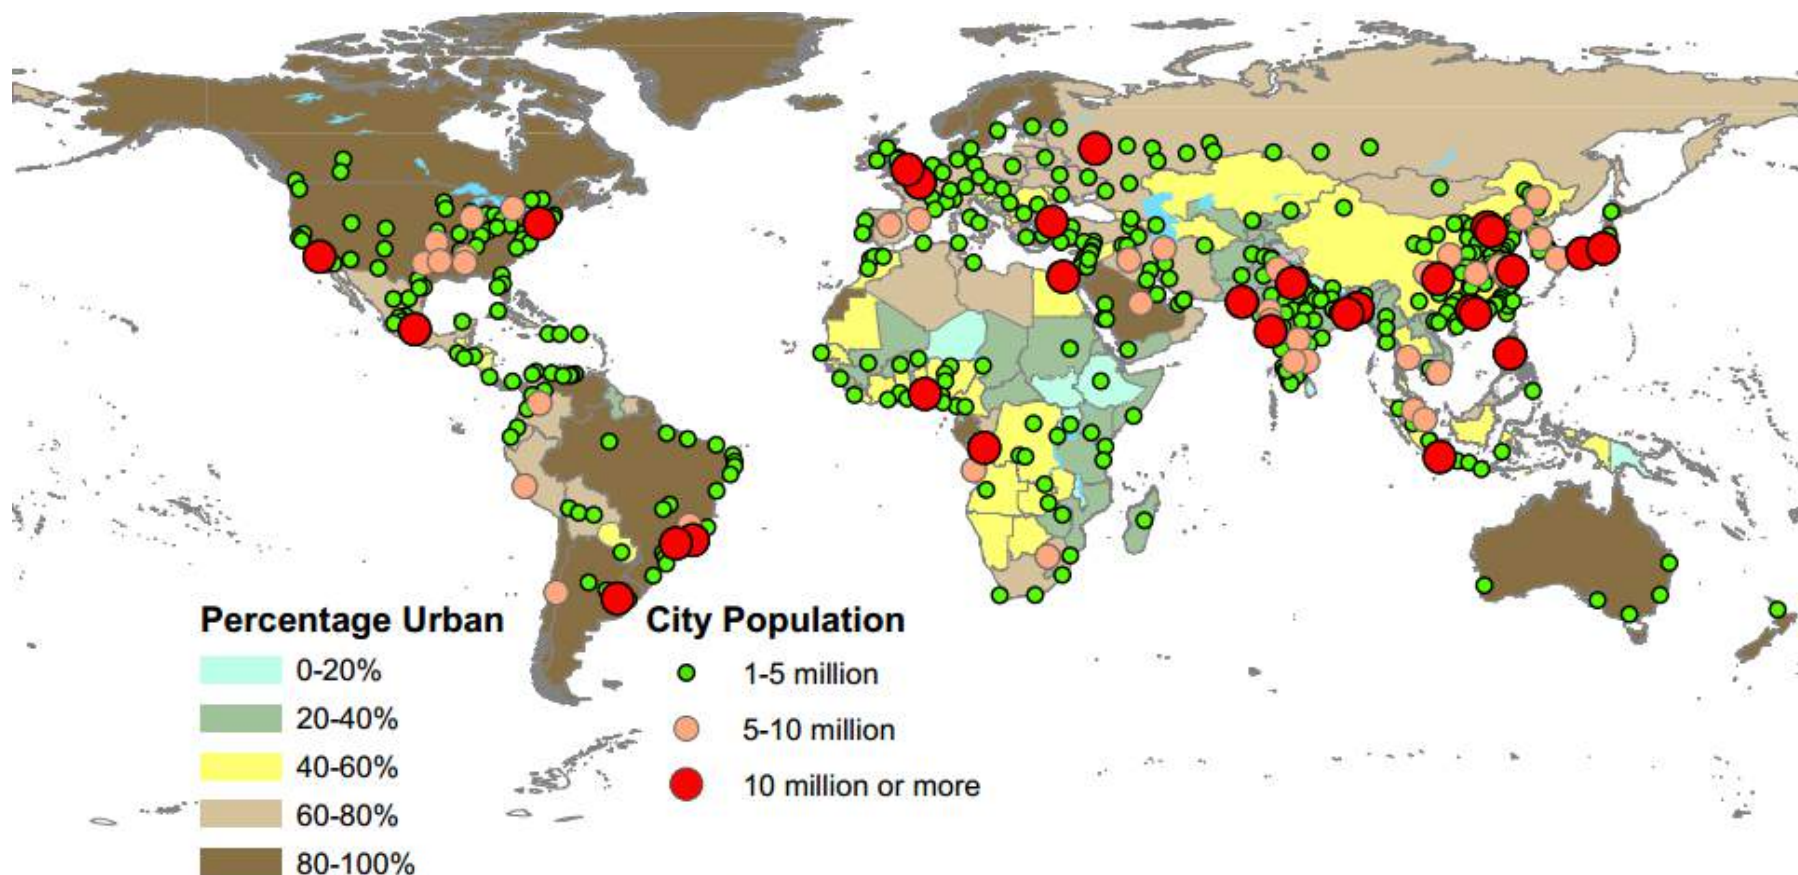 Percentage Urban
0-20%
20-40%
40-60%
60-80%
80-100%
City Population
1-5 million
5-10 million
10 million or more